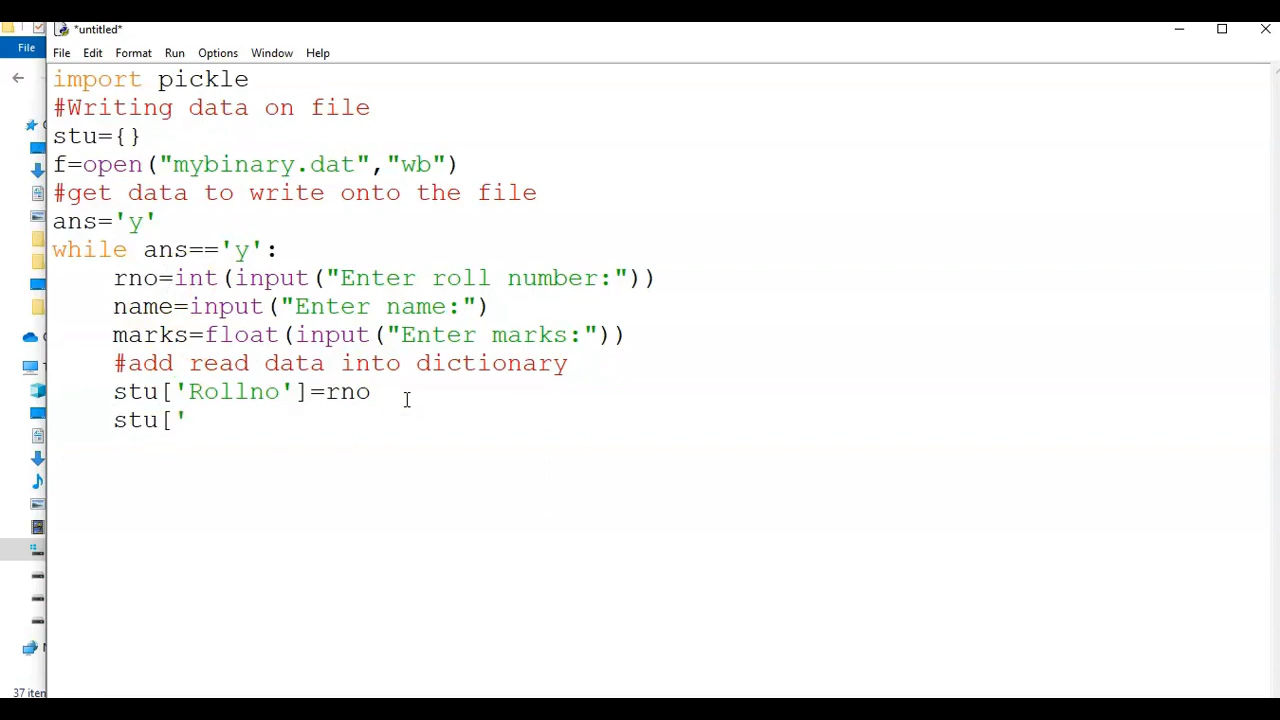 *untitled*
File
File Edit Format Run Options Window Help
import pickle
#Writing data on file
stu={}
f=open("mybinary.dat","wb")
#get data to write onto the file
ans='y'
while ans=='y':
    rno=int(input("Enter roll number:"))
    name=input("Enter name:")
    marks=float(input("Enter marks:"))
    #add read data into dictionary
    stu['Rollno']=rno
    stu['
37 item